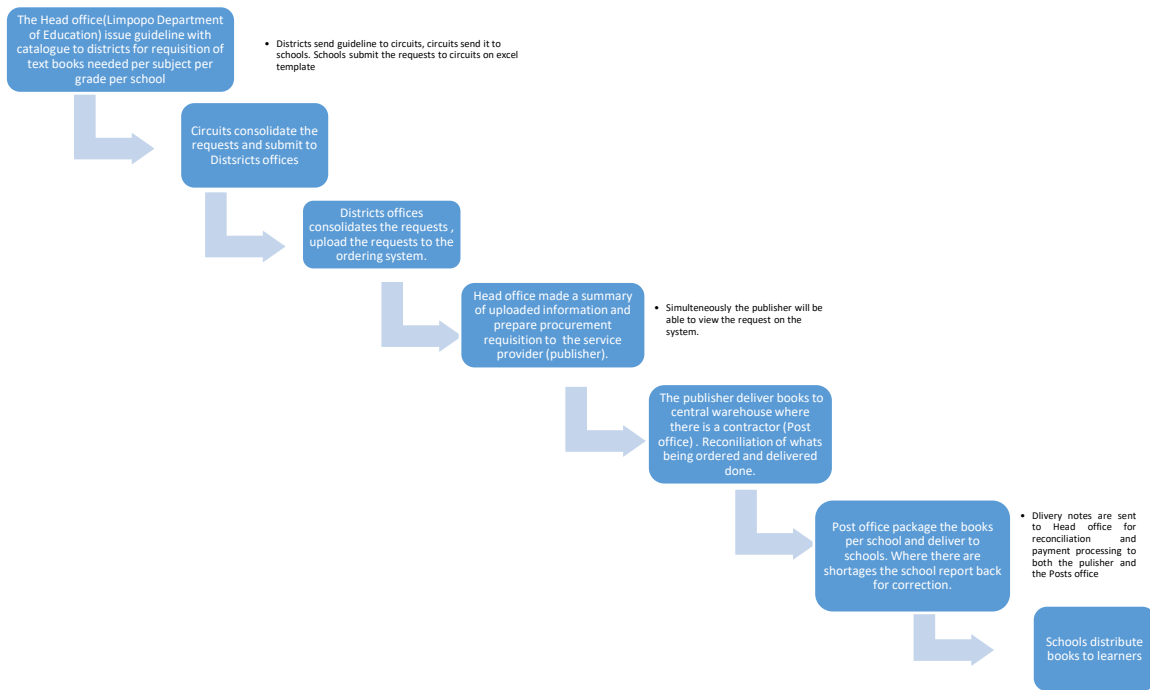 The Head office(Limpopo Department
of Education) issue guideline with
catalogue to districts for requisition of
text books needed per subject per
grade per school
• Districts send guideline to circuits, circuits send it to
schools. Schools submit the requests to circuits on excel
template
Circuits consolidate the
requests and submit to
Distsricts offices
Districts offices
consolidates the requests ,
upload the requests to the
ordering system.
Head office made a summary
of uploaded information and
prepare procurement
requisition to the service
provider (publisher).
• Simulteneously the publisher will be
able to view the request on the
system.
The publisher deliver books to
central warehouse where
there is a contractor (Post
office) . Reconiliation of whats
being ordered and delivered
done.
Post office package the books
per school and deliver to
schools. Where there are
shortages the school report back
for correction.
• Dlivery notes are sent
to Head office for
reconciliation and
payment processing to
both the pulisher and
the Posts office
Schools distribute
books to learners